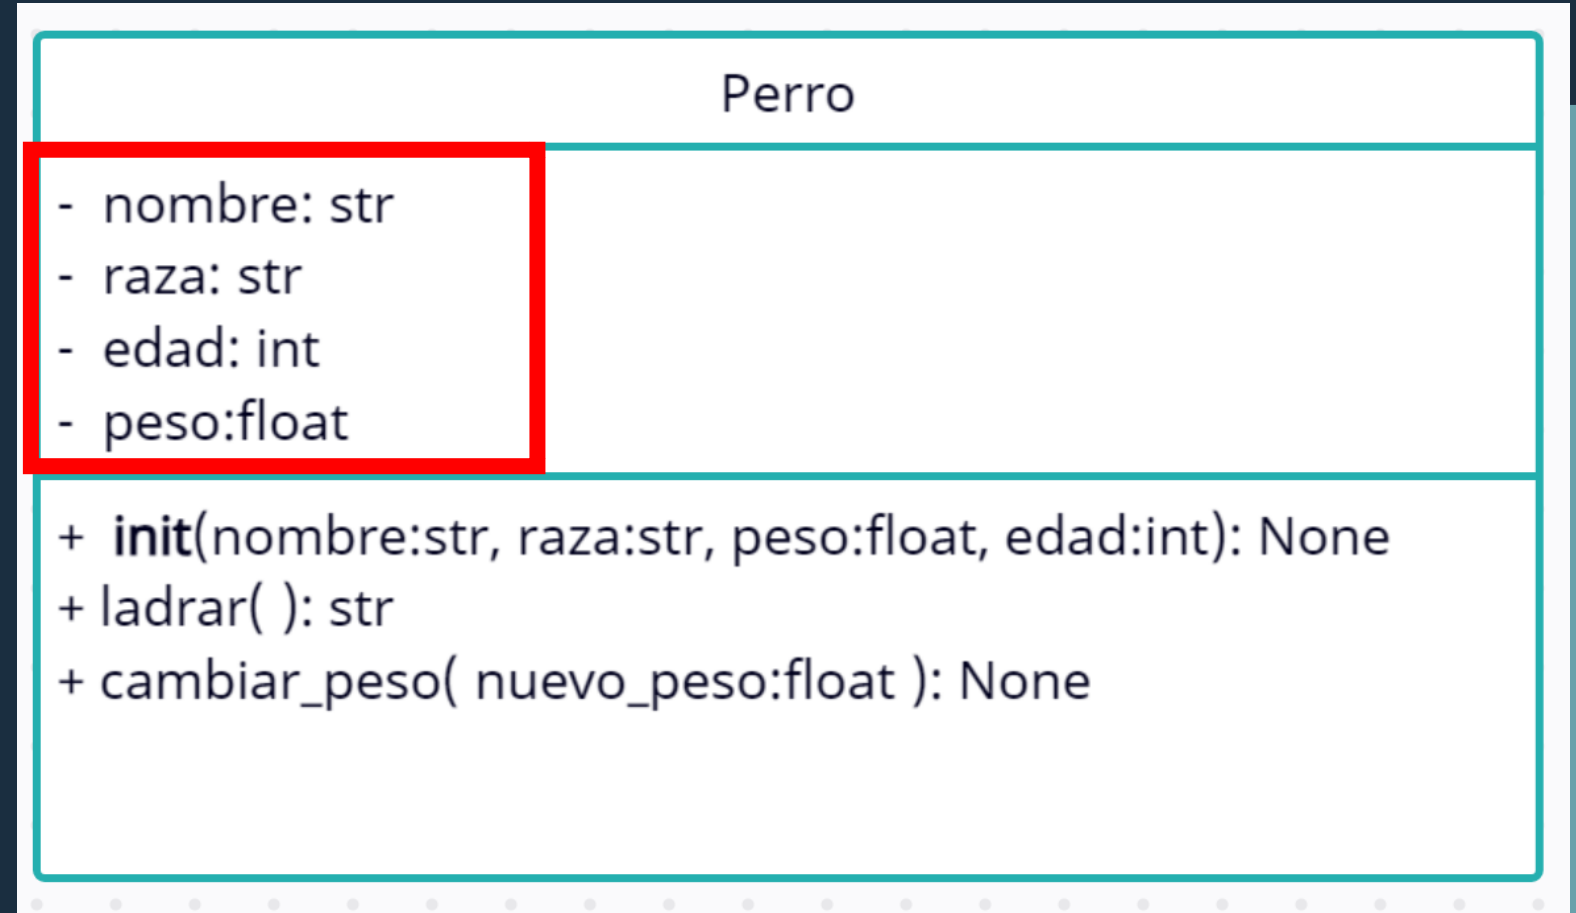 Perro
- nombre: str
- raza: str
- edad: int
- peso:float
+ init(nombre:str, raza:str, peso:float, edad:int): None
+ ladrar( ): str
+ cambiar_peso( nuevo_peso:float ): None